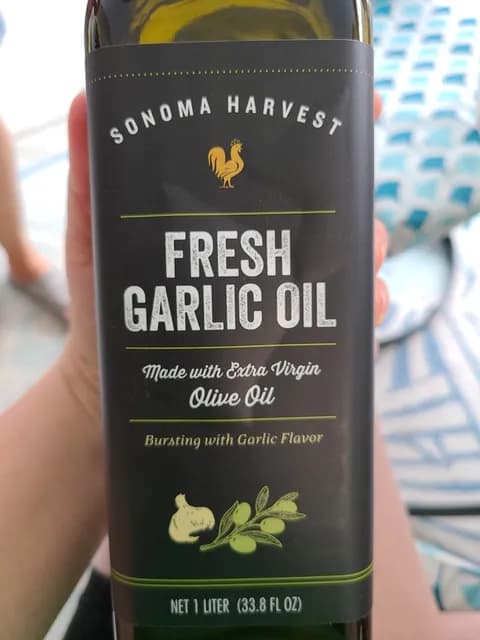 SONOMA HARVEST
FRESH
GARLIC OIL
Made with Extra Virgin
Olive Oil
Bursting with Garlic Flavor
NET 1 LITER (33.8 FL OZ)